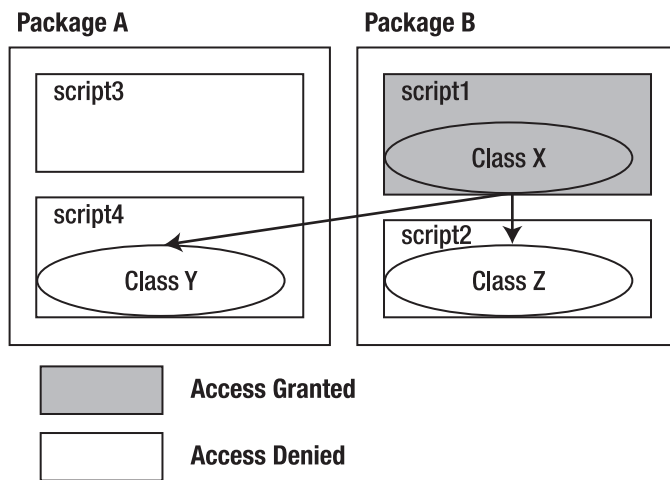 Package A
Package B
script3
script1
Class X
script4
script2
Class Y
Class Z
Access Granted
Access Denied